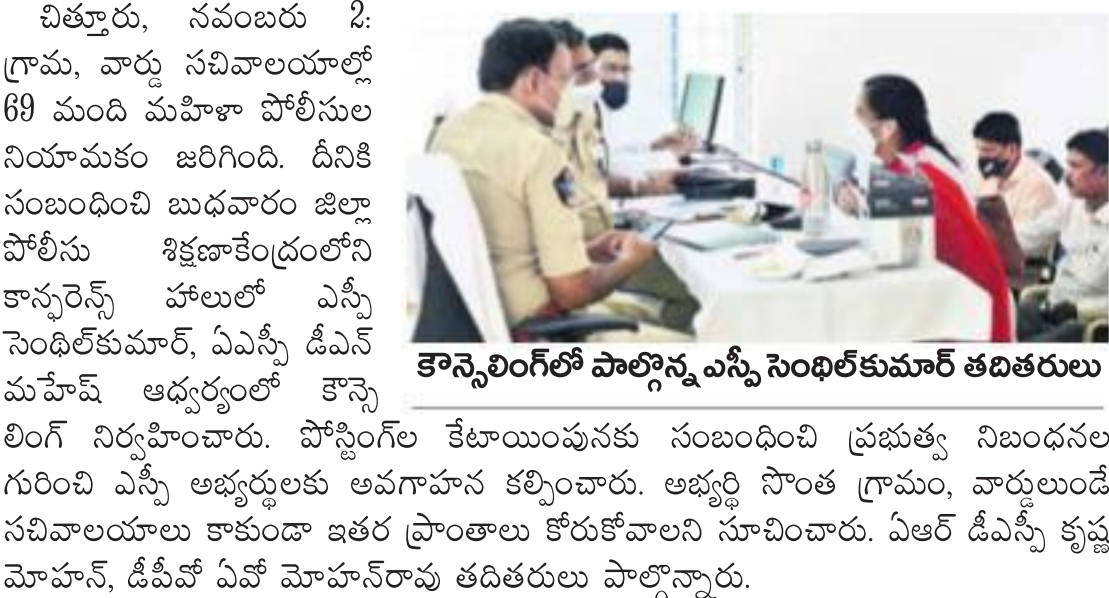 చిత్తూరు, నవంబరు 2:
గ్రామ, వార్డు సచివాలయాల్లో
69 మంది మహిళా పోలీసుల
నియామకం జరిగింది. దీనికి
సంబంధించి బుధవారం జిల్లా
పోలీసు శిక్షణాకేంద్రంలోని
కాన్ఫరెన్స్ హాలులో ఎస్పీ
సెంథిల్‌కుమార్, ఏఎస్పీ డీఎన్
మహేష్ ఆధ్వర్యంలో కౌన్సె
లింగ్ నిర్వహించారు. పోస్టింగ్‌ల కేటాయింపునకు సంబంధించి ప్రభుత్వ నిబంధనల
గురించి ఎస్పీ అభ్యర్థులకు అవగాహన కల్పించారు. అభ్యర్థి సొంత గ్రామం, వార్డులుండే
సచివాలయాలు కాకుండా ఇతర ప్రాంతాలు కోరుకోవాలని సూచించారు. ఏఆర్ డీఎస్పీ కృష్ణ
మోహన్, డీపీవో ఏవో మోహన్‌రావు తదితరులు పాల్గొన్నారు.
కౌన్సెలింగ్‌లో పాల్గొన్న ఎస్పీ సెంథిల్‌కుమార్ తదితరులు